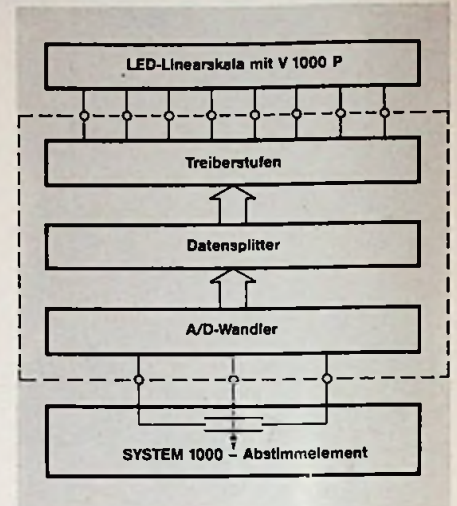 LED-Linearskala mit V 1000 P
Treiberstufen
Datensplitter
A/D-Wandler
SYSTEM 1000 - Abstimmelement